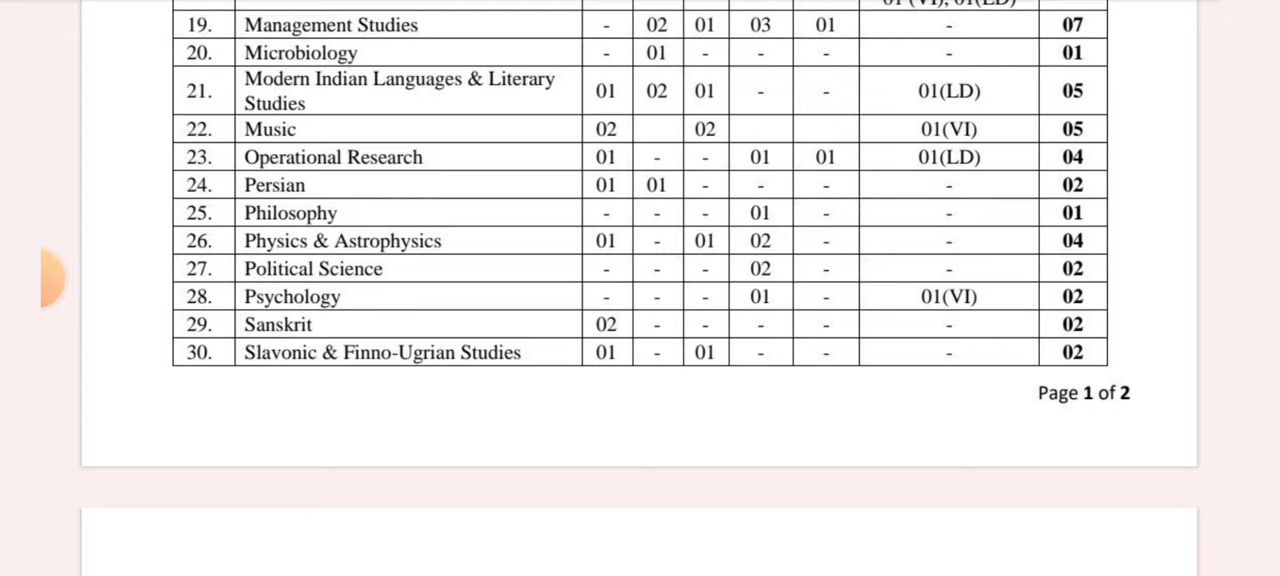 01 (VI), 01(LD)
19. Management Studies - 02 01 03 01 - 07
20. Microbiology - 01 - - - - 01
21. Modern Indian Languages & Literary Studies 01 02 01 - - 01(LD) 05
22. Music 02 02 01(VI) 05
23. Operational Research 01 - - 01 01 01(LD) 04
24. Persian 01 01 - - - - 02
25. Philosophy - - - 01 - - 01
26. Physics & Astrophysics 01 - 01 02 - - 04
27. Political Science - - - 02 - - 02
28. Psychology - - - 01 - 01(VI) 02
29. Sanskrit 02 - - - - - 02
30. Slavonic & Finno-Ugrian Studies 01 - 01 - - - 02
Page 1 of 2